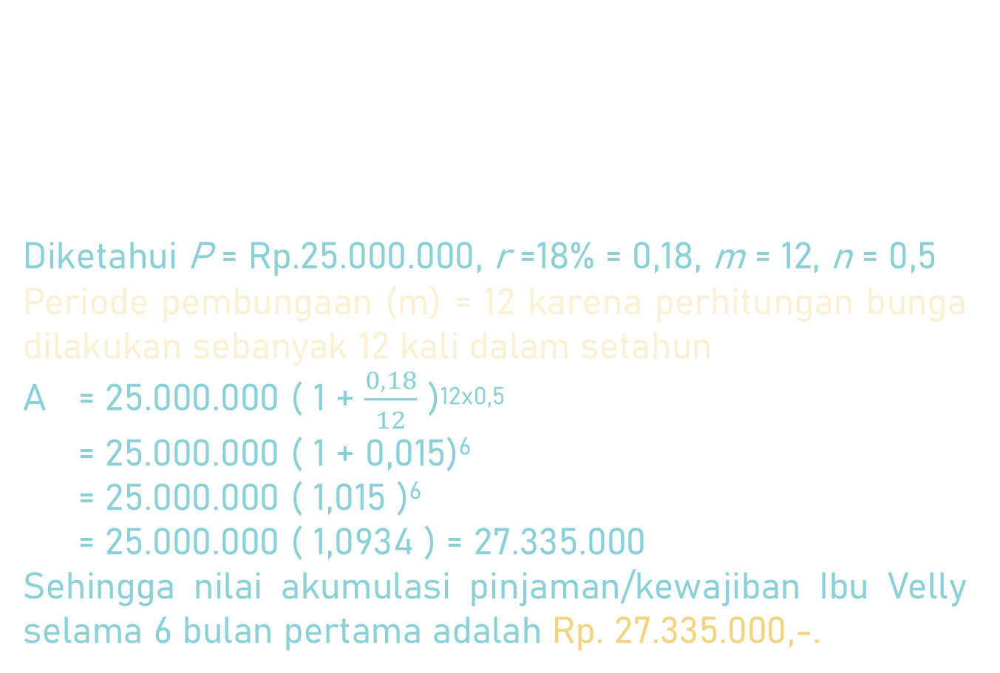 Diketahui P = Rp.25.000.000, r =18% = 0,18, m = 12, n = 0,5
Periode pembungaan (m) = 12 karena perhitungan bunga
dilakukan sebanyak 12 kali dalam setahun
A = 25.000.000 ( 1 + 0,18/12 )^12x0,5
= 25.000.000 ( 1 + 0,015)^6
= 25.000.000 ( 1,015 )^6
= 25.000.000 ( 1,0934 ) = 27.335.000
Sehingga nilai akumulasi pinjaman/kewajiban Ibu Velly
selama 6 bulan pertama adalah Rp. 27.335.000,-.